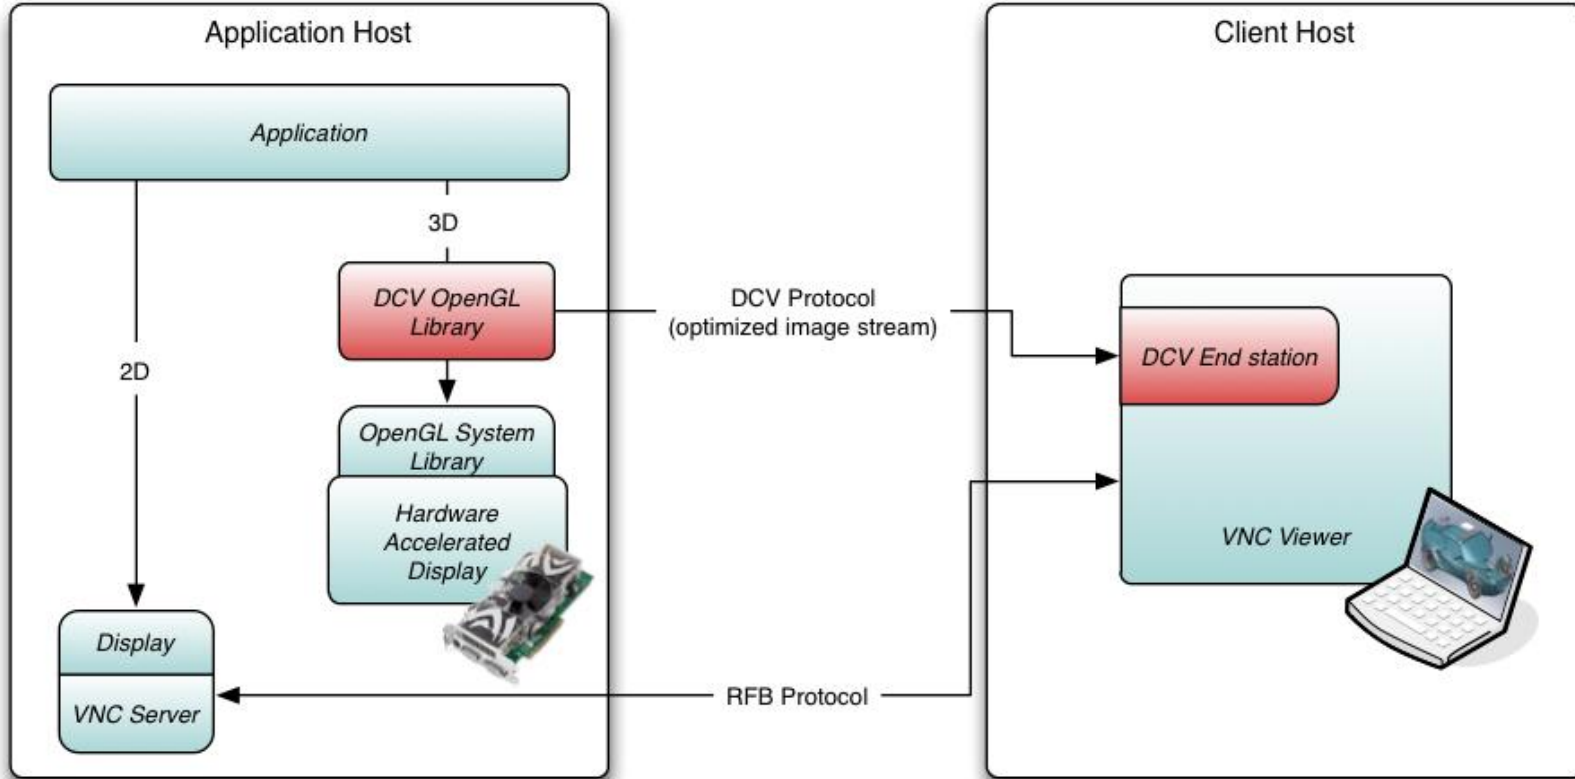 Application Host
Application
3D
DCV OpenGL
Library
2D
OpenGL System
Library
Hardware
Accelerated
Display
Display
VNC Server
DCV Protocol
(optimized image stream)
RFB Protocol
Client Host
DCV End station
VNC Viewer